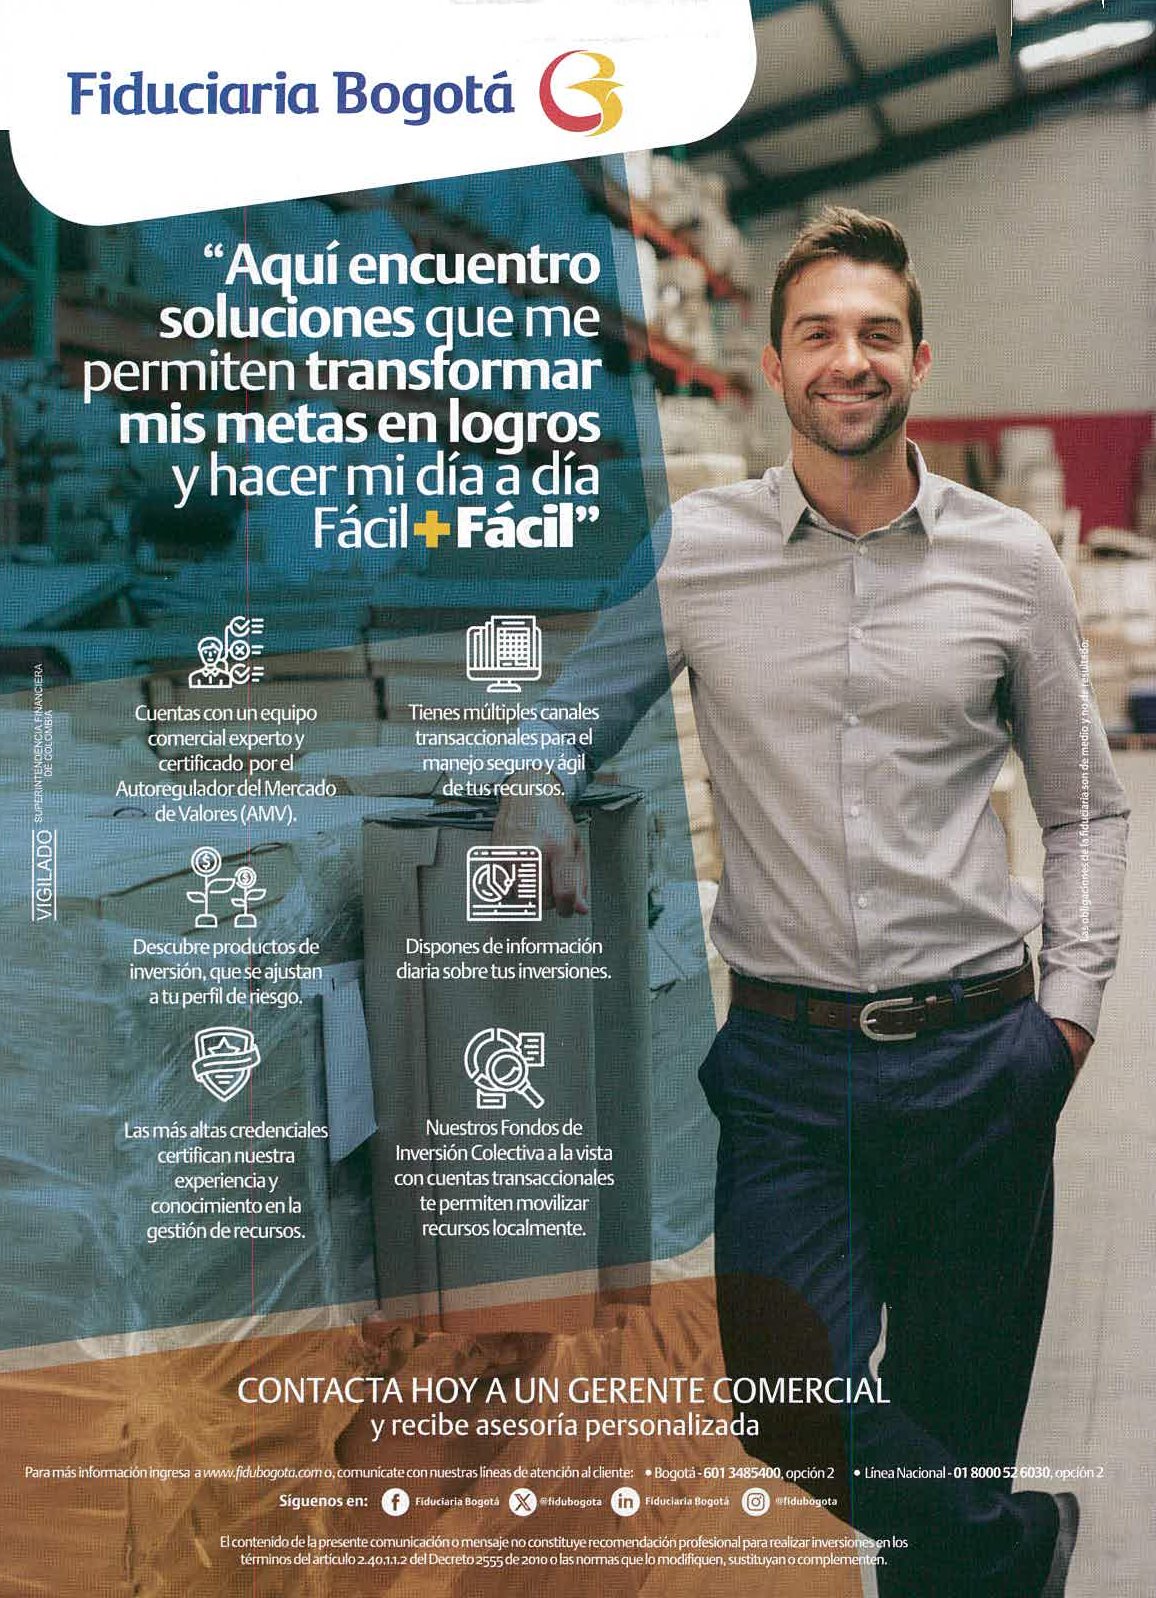 Fiduciaria Bogotá
“Aquí encuentro
soluciones que me
permiten transformar
mis metas en logros
y hacer mi día a día
Fácil+Fácil”
Cuentas con un equipo
comercial experto y
certificado por el
Autoregulador del Mercado
de Valores (AMV).
Tienes múltiples canales
transaccionales para el
manejo seguro y ágil
de tus recursos.
Descubre productos de
inversión, que se ajustan
a tu perfil de riesgo.
Dispones de información
diaria sobre tus inversiones.
Las más altas credenciales
certifican nuestra
experiencia y
conocimiento en la
gestión de recursos.
Nuestros Fondos de
Inversión Colectiva a la vista
con cuentas transaccionales
te permiten movilizar
recursos localmente.
VIGILADO
SUPERINTENDENCIA FINANCIERA
DE COLOMBIA
Las obligaciones de la fiduciaria son de medio y no de resultado.
CONTACTA HOY A UN GERENTE COMERCIAL
y recibe asesoría personalizada
Para más información ingresa a www.fidubogota.com o, comunícate con nuestras líneas de atención al cliente: • Bogotá - 601 3485400, opción 2 • Línea Nacional - 01 8000 52 6030, opción 2
Síguenos en: f Fiduciaria Bogotá X @fidubogota in Fiduciaria Bogotá @fidubogota
El contenido de la presente comunicación o mensaje no constituye recomendación profesional para realizar inversiones en los
términos del artículo 2.40.1.1.2 del Decreto 2555 de 2010 o las normas que lo modifiquen, sustituyan o complementen.